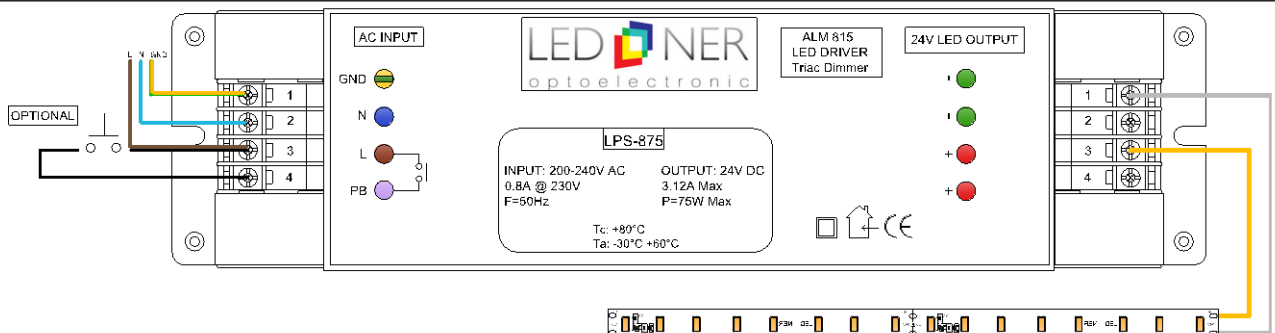 AC INPUT
LED NER
optoelectronic
ALM 815
LED DRIVER
Triac Dimmer
24V LED OUTPUT
L N GND
OPTIONAL
GND
N
L
PB
1
2
3
4
LPS-875
INPUT: 200-240V AC
0.8A @ 230V
F=50Hz
OUTPUT: 24V DC
3.12A Max
P=75W Max
Tc: +80°C
Ta: -30°C +60°C
-
-
+
+
1
2
3
4
CE